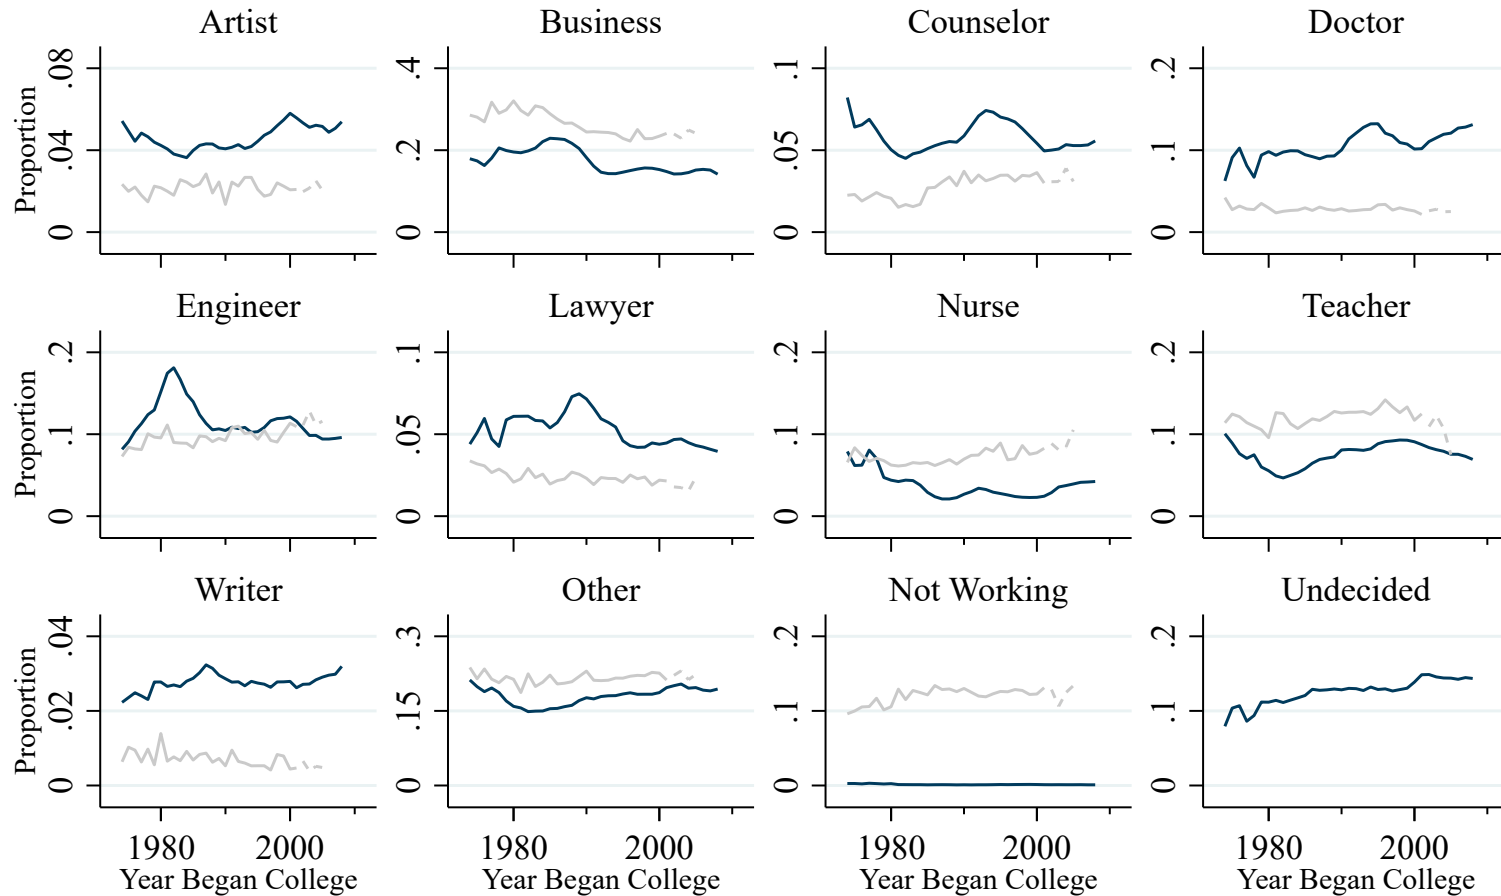 Artist Business Counselor Doctor
Proportion
0 .04 .08
0 .2 .4
0 .05 .1
0 .1 .2
Engineer Lawyer Nurse Teacher
Proportion
0 .1 .2
0 .05 .1
0 .1 .2
0 .1 .2
Writer Other Not Working Undecided
Proportion
0 .02 .04
0 .15 .3
0 .1 .2
0 .1 .2
1980 2000 1980 2000 1980 2000 1980 2000
Year Began College Year Began College Year Began College Year Began College